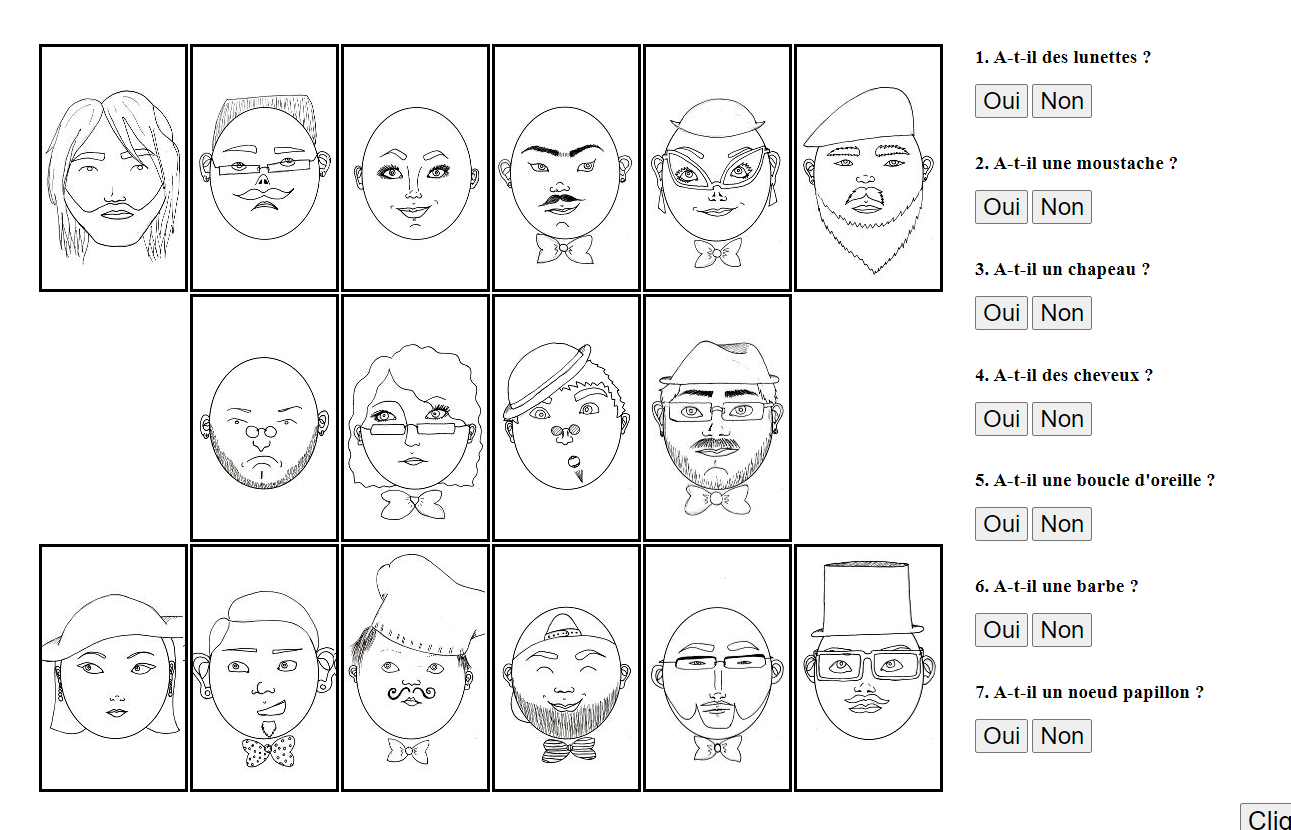 1. A-t-il des lunettes ?
Oui Non
2. A-t-il une moustache ?
Oui Non
3. A-t-il un chapeau ?
Oui Non
4. A-t-il des cheveux ?
Oui Non
5. A-t-il une boucle d'oreille ?
Oui Non
6. A-t-il une barbe ?
Oui Non
7. A-t-il un noeud papillon ?
Oui Non